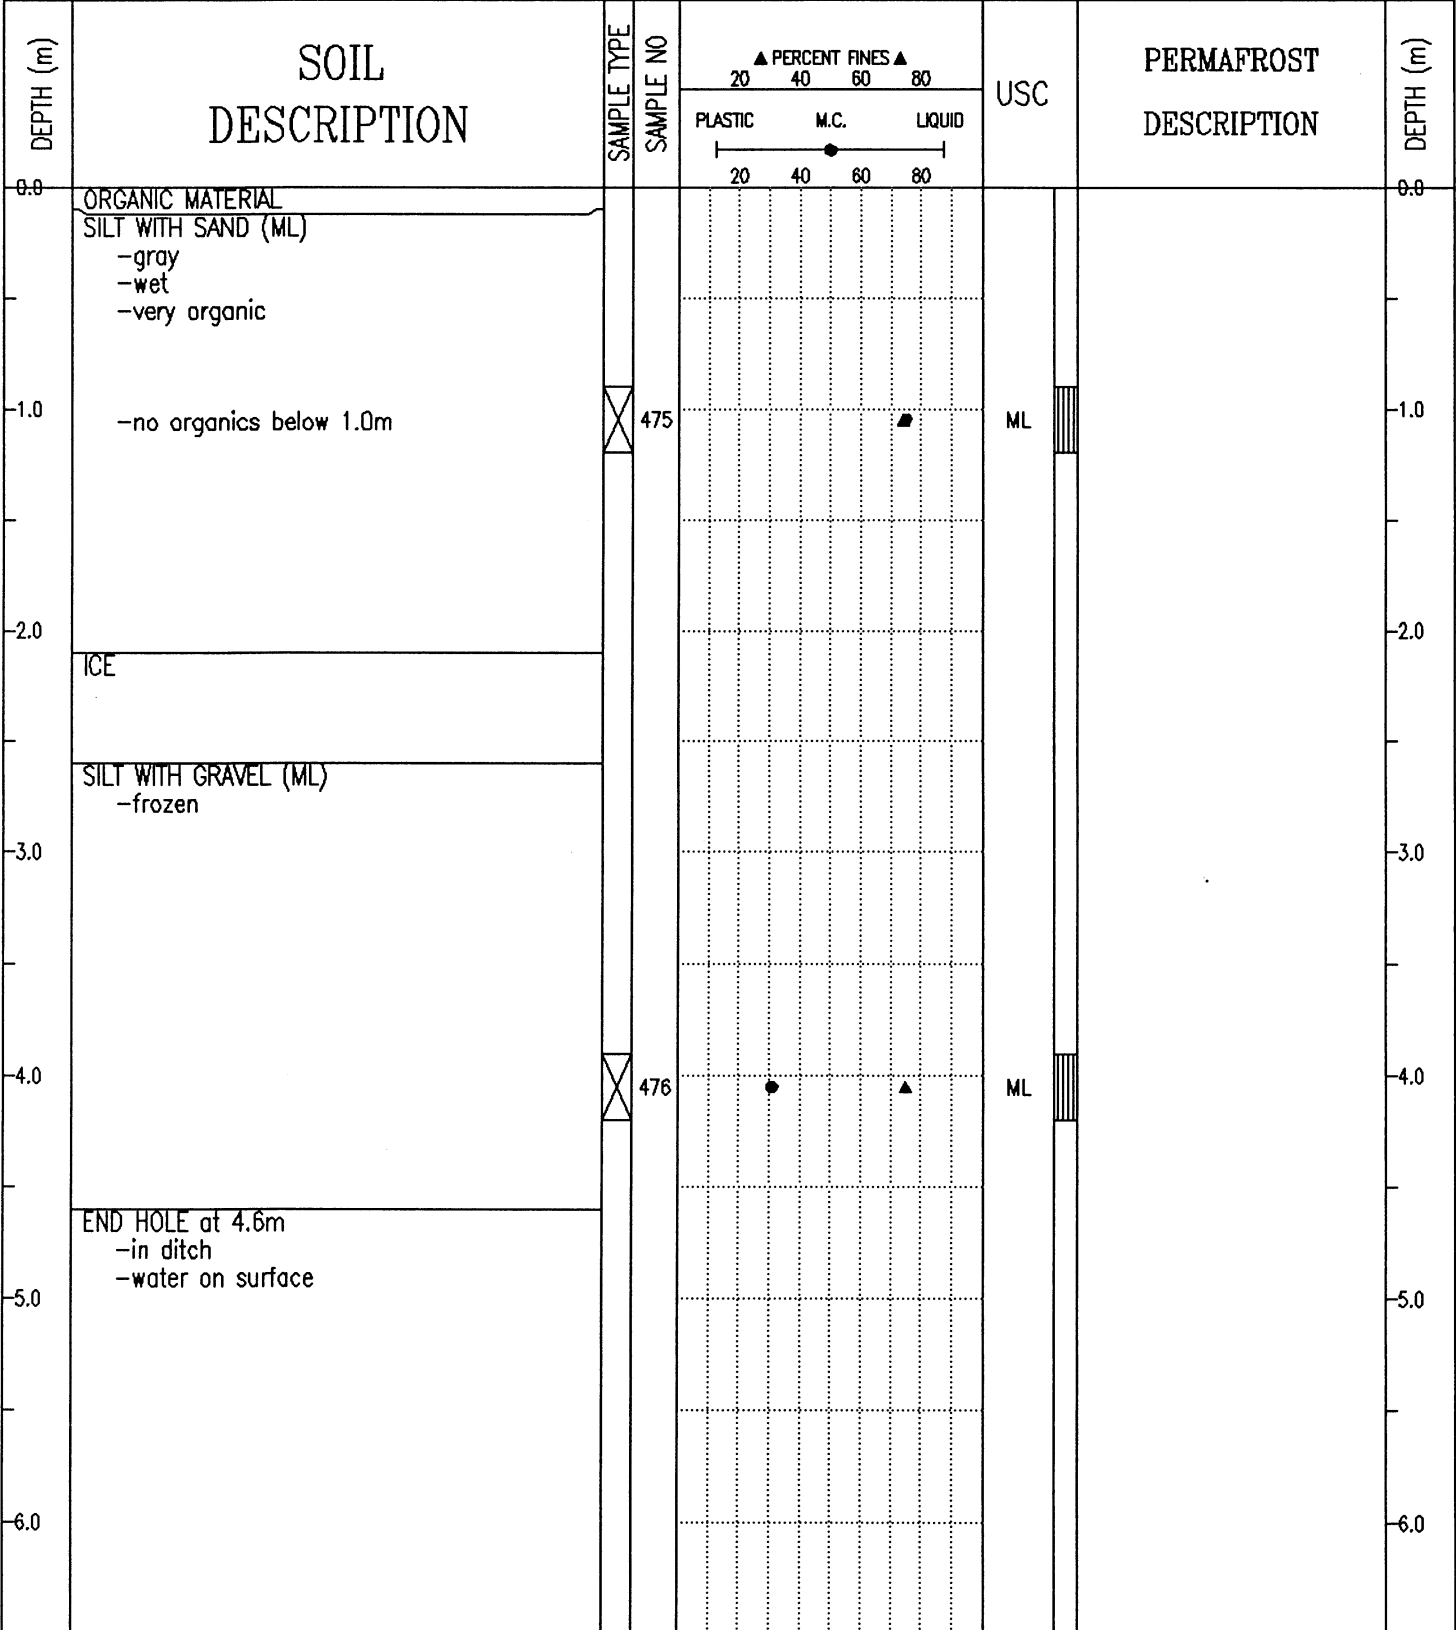 DEPTH (m)
SOIL
DESCRIPTION
SAMPLE TYPE
SAMPLE NO
▲ PERCENT FINES ▲
20 40 60 80
PLASTIC M.C. LIQUID
20 40 60 80
USC
PERMAFROST
DESCRIPTION
DEPTH (m)
0.0 0.0
ORGANIC MATERIAL
SILT WITH SAND (ML)
-gray
-wet
-very organic
1.0 1.0
-no organics below 1.0m 475 ML
2.0 2.0
ICE
SILT WITH GRAVEL (ML)
-frozen
3.0 3.0
4.0 4.0
476 ML
END HOLE at 4.6m
-in ditch
-water on surface
5.0 5.0
6.0 6.0